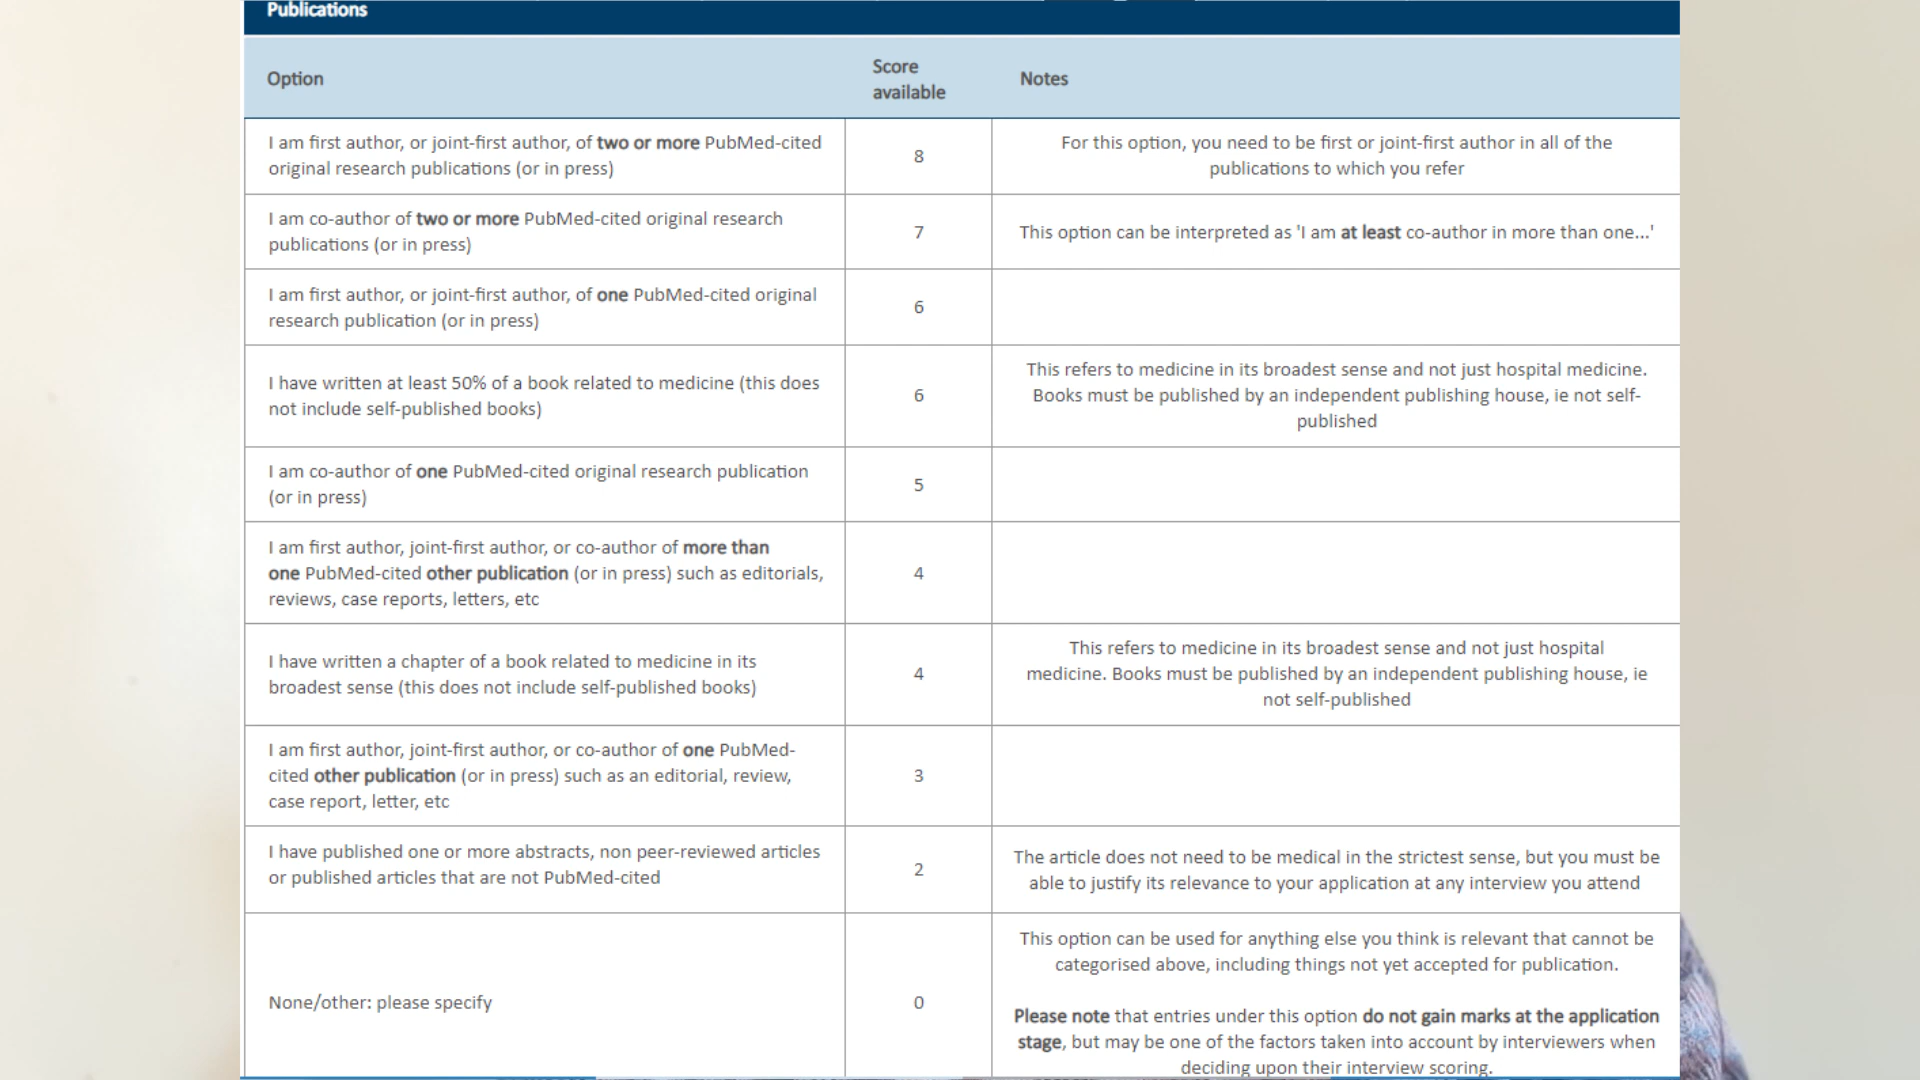 Publications
Option
Score
available
Notes
I am first author, or joint-first author, of two or more PubMed-cited
original research publications (or in press)
8
For this option, you need to be first or joint-first author in all of the
publications to which you refer
I am co-author of two or more PubMed-cited original research
publications (or in press)
7
This option can be interpreted as 'I am at least co-author in more than one...'
I am first author, or joint-first author, of one PubMed-cited original
research publication (or in press)
6
I have written at least 50% of a book related to medicine (this does
not include self-published books)
6
This refers to medicine in its broadest sense and not just hospital medicine.
Books must be published by an independent publishing house, ie not self-
published
I am co-author of one PubMed-cited original research publication
(or in press)
5
I am first author, joint-first author, or co-author of more than
one PubMed-cited other publication (or in press) such as editorials,
reviews, case reports, letters, etc
4
I have written a chapter of a book related to medicine in its
broadest sense (this does not include self-published books)
4
This refers to medicine in its broadest sense and not just hospital
medicine. Books must be published by an independent publishing house, ie
not self-published
I am first author, joint-first author, or co-author of one PubMed-
cited other publication (or in press) such as an editorial, review,
case report, letter, etc
3
I have published one or more abstracts, non peer-reviewed articles
or published articles that are not PubMed-cited
2
The article does not need to be medical in the strictest sense, but you must be
able to justify its relevance to your application at any interview you attend
None/other: please specify
0
This option can be used for anything else you think is relevant that cannot be
categorised above, including things not yet accepted for publication.
Please note that entries under this option do not gain marks at the application
stage, but may be one of the factors taken into account by interviewers when
deciding upon their interview scoring.